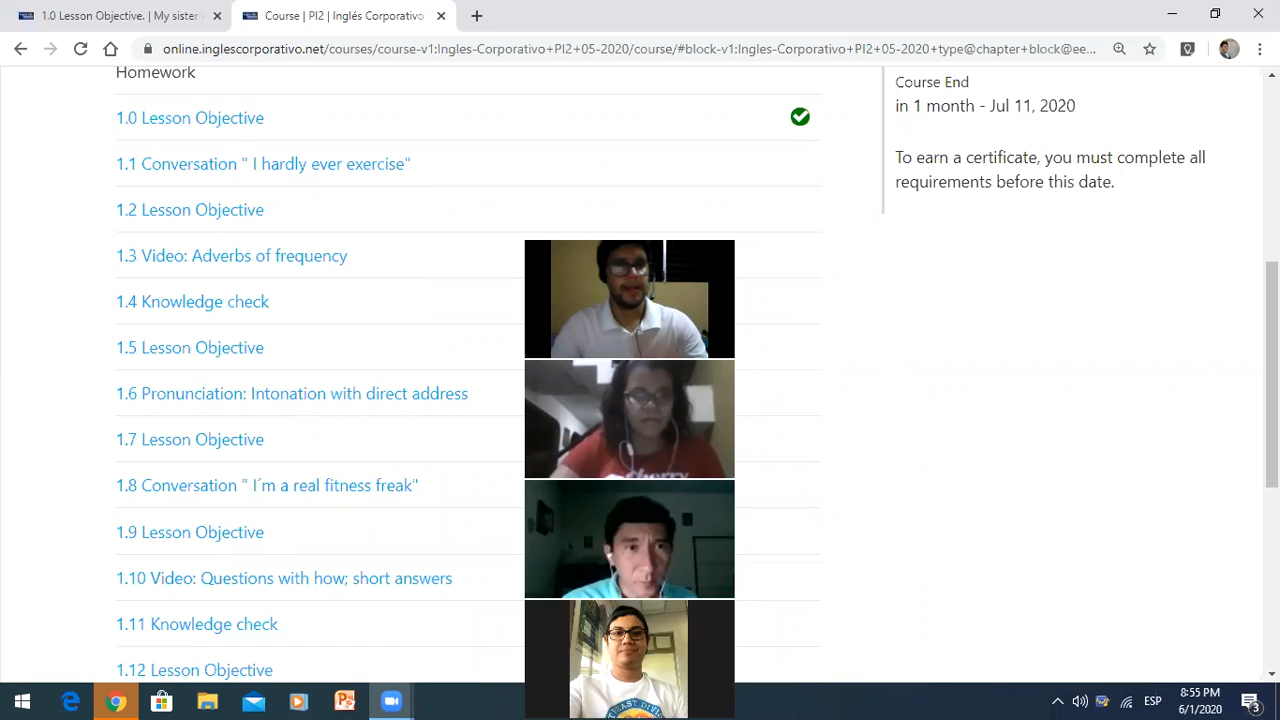 1.0 Lesson Objective. | My sister
Course | PI2 | Inglés Corporativo
online.inglescorporativo.net/courses/course-v1:Ingles-Corporativo+PI2+05-2020/course/#block-v1:Ingles-Corporativo+PI2+05-2020+type@chapter+block@ee...
Homework
1.0 Lesson Objective
1.1 Conversation " I hardly ever exercise"
1.2 Lesson Objective
1.3 Video: Adverbs of frequency
1.4 Knowledge check
1.5 Lesson Objective
1.6 Pronunciation: Intonation with direct address
1.7 Lesson Objective
1.8 Conversation " I´m a real fitness freak"
1.9 Lesson Objective
1.10 Video: Questions with how; short answers
1.11 Knowledge check
1.12 Lesson Objective
Course End
in 1 month - Jul 11, 2020
To earn a certificate, you must complete all
requirements before this date.
ESP
8:55 PM
6/1/2020
3